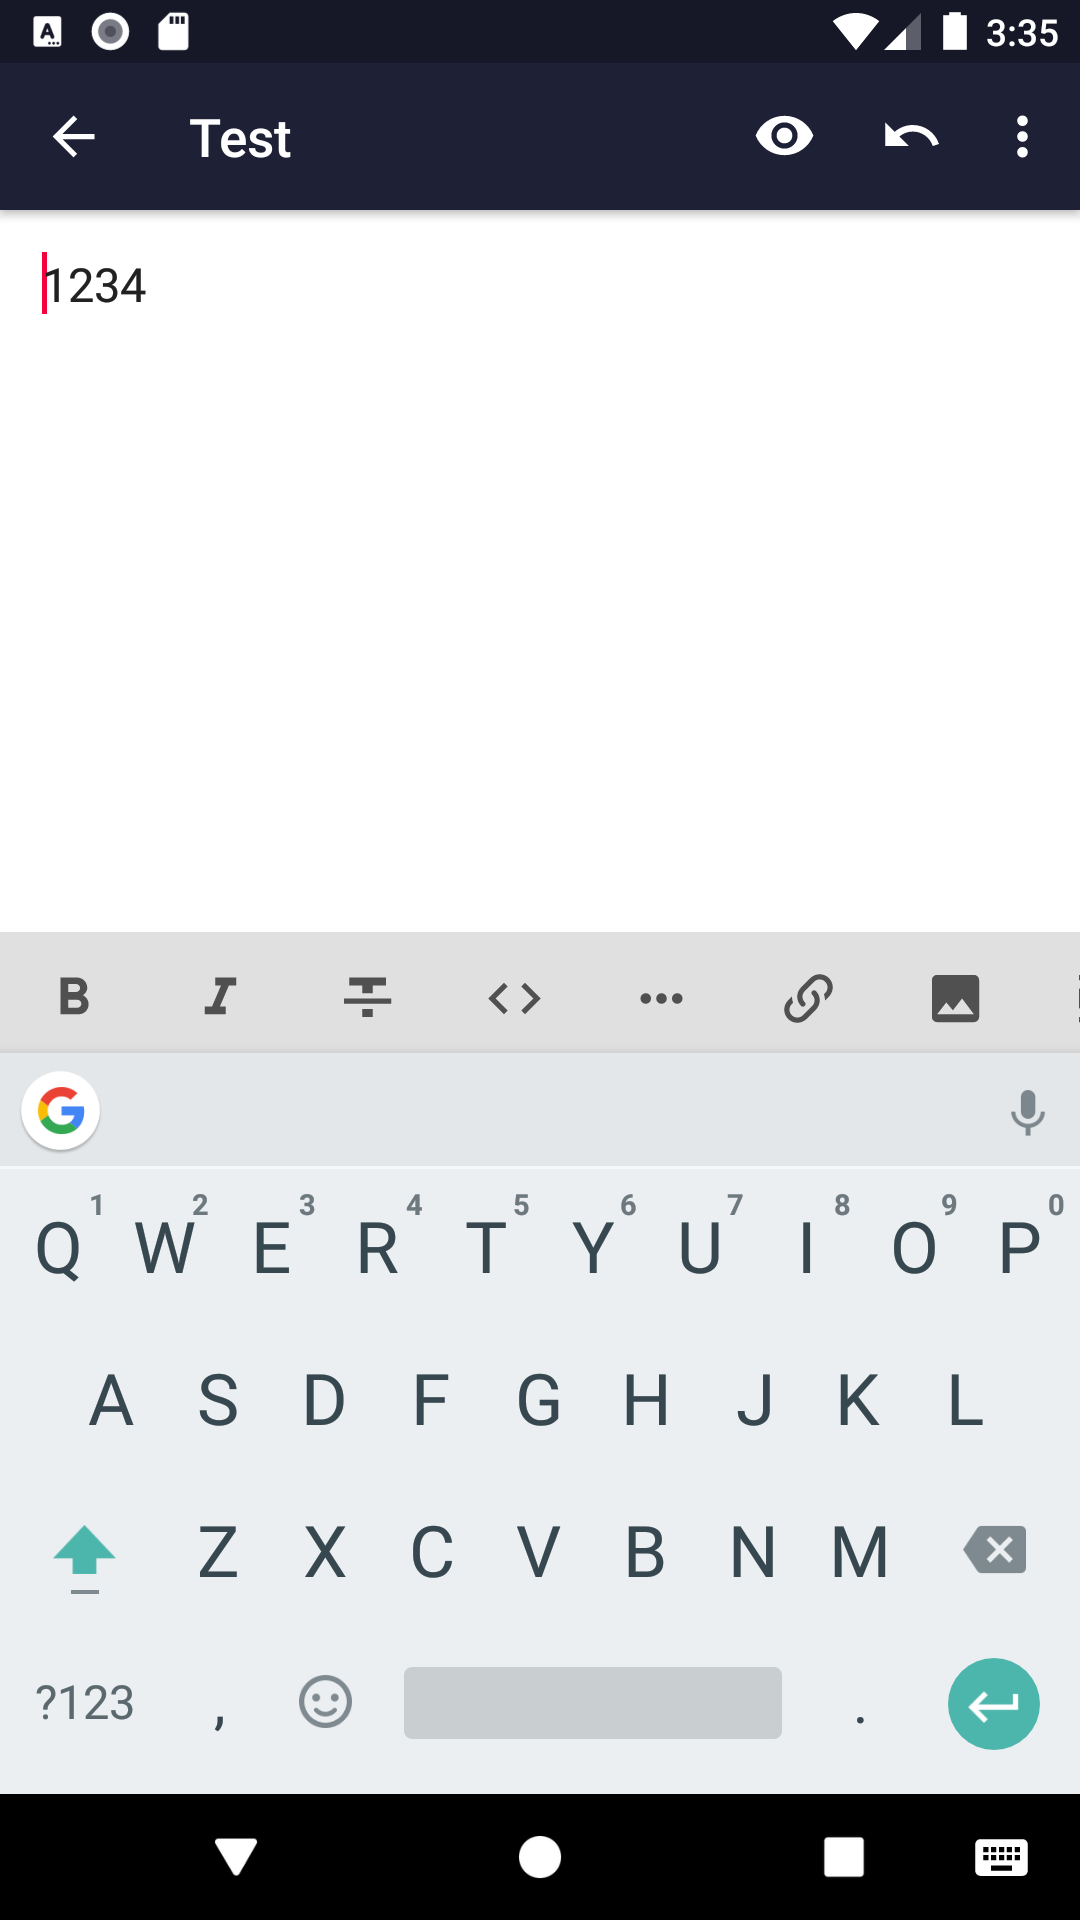 3:35
Test
1234
B I
1 2 3 4 5 6 7 8 9 0
Q W E R T Y U I O P
A S D F G H J K L
Z X C V B N M
?123 , .